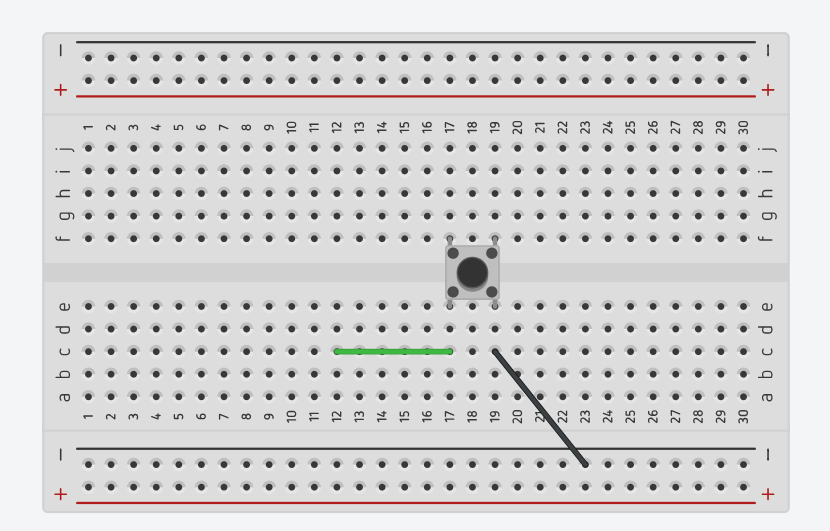 − −
+ +
1 2 3 4 5 6 7 8 9 10 11 12 13 14 15 16 17 18 19 20 21 22 23 24 25 26 27 28 29 30
j j
i i
h h
g g
f f
e e
d d
c c
b b
a a
1 2 3 4 5 6 7 8 9 10 11 12 13 14 15 16 17 18 19 20 21 22 23 24 25 26 27 28 29 30
− −
+ +